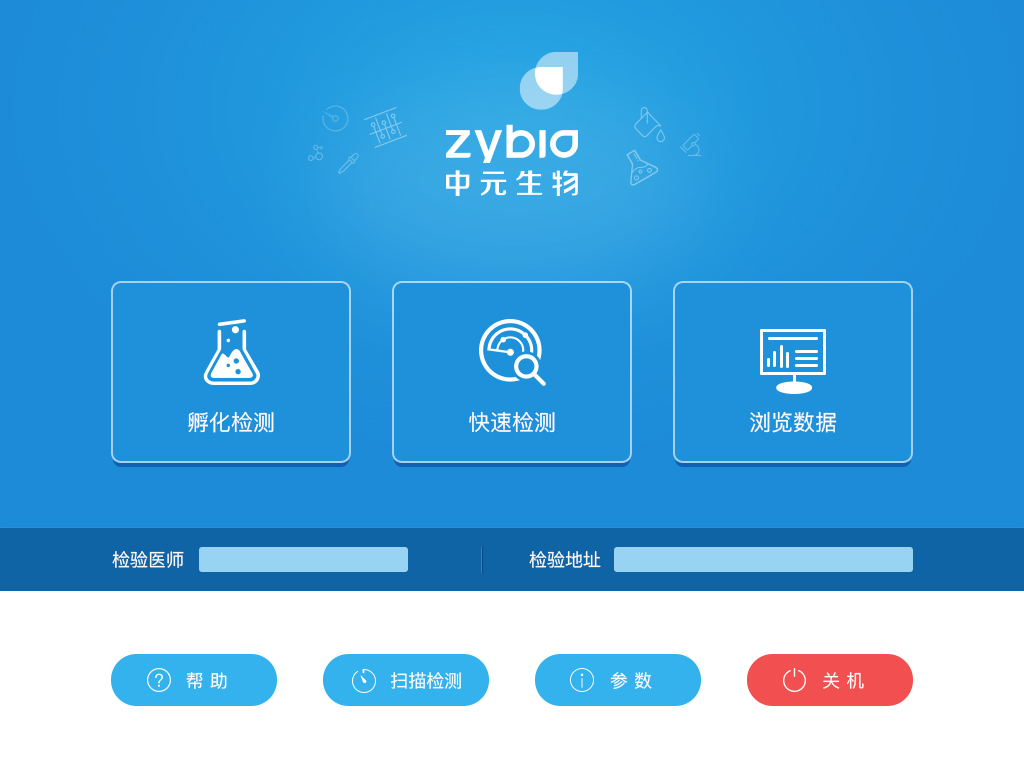 zybio
中元生物
孵化检测
快速检测
浏览数据
检验医师
检验地址
帮助
扫描检测
参数
关机